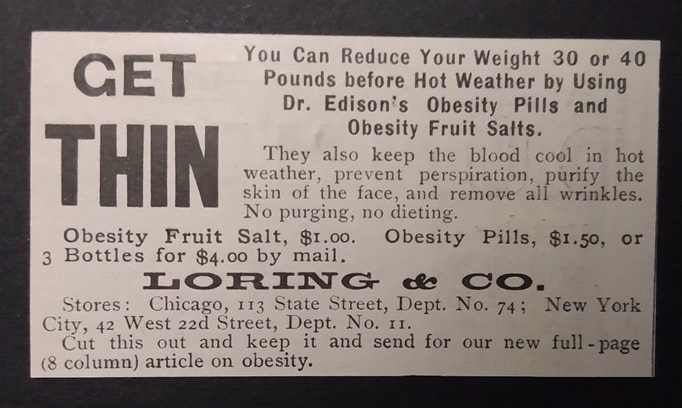 GET
THIN
You Can Reduce Your Weight 30 or 40
Pounds before Hot Weather by Using
Dr. Edison's Obesity Pills and
Obesity Fruit Salts.
They also keep the blood cool in hot
weather, prevent perspiration, purify the
skin of the face, and remove all wrinkles.
No purging, no dieting.
Obesity Fruit Salt, $1.00. Obesity Pills, $1.50, or
3 Bottles for $4.00 by mail.
LORING & CO.
Stores: Chicago, 113 State Street, Dept. No. 74; New York
City, 42 West 22d Street, Dept. No. 11.
Cut this out and keep it and send for our new full-page
(8 column) article on obesity.